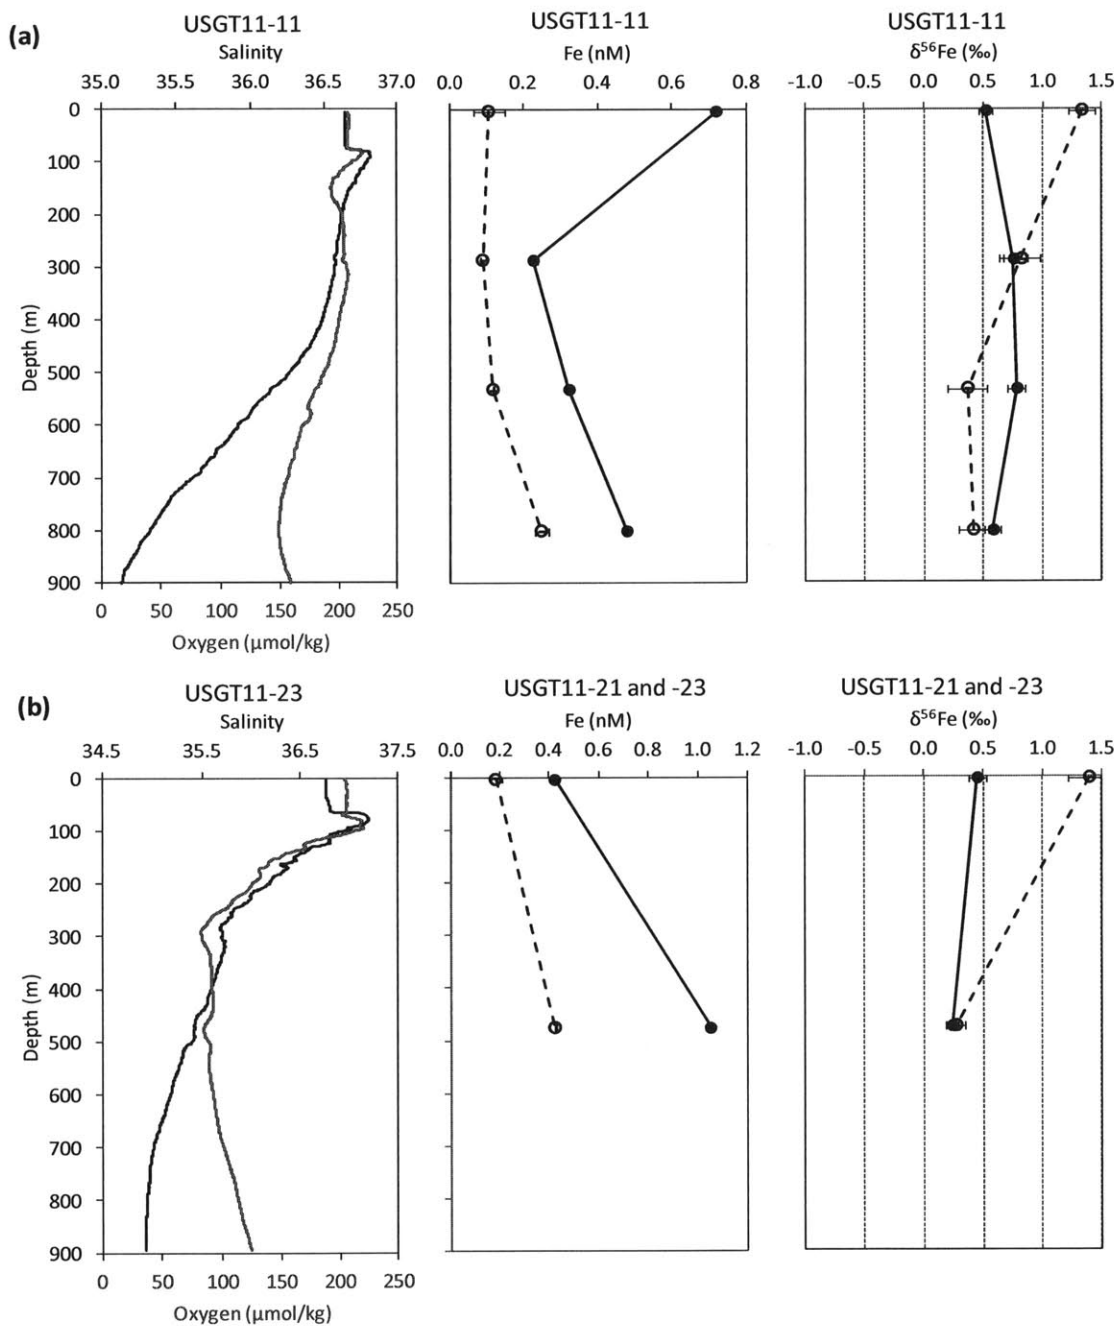 (a)
USGT11-11
Salinity
35.0 35.5 36.0 36.5 37.0
0
100
200
300
400
500
600
700
800
900
Depth (m)
0 50 100 150 200 250
Oxygen (μmol/kg)
USGT11-11
Fe (nM)
0.0 0.2 0.4 0.6 0.8
USGT11-11
δ⁵⁶Fe (‰)
-1.0 -0.5 0.0 0.5 1.0 1.5
(b)
USGT11-23
Salinity
34.5 35.5 36.5 37.5
0
100
200
300
400
500
600
700
800
900
Depth (m)
0 50 100 150 200 250
Oxygen (μmol/kg)
USGT11-21 and -23
Fe (nM)
0.0 0.2 0.4 0.6 0.8 1.0 1.2
USGT11-21 and -23
δ⁵⁶Fe (‰)
-1.0 -0.5 0.0 0.5 1.0 1.5